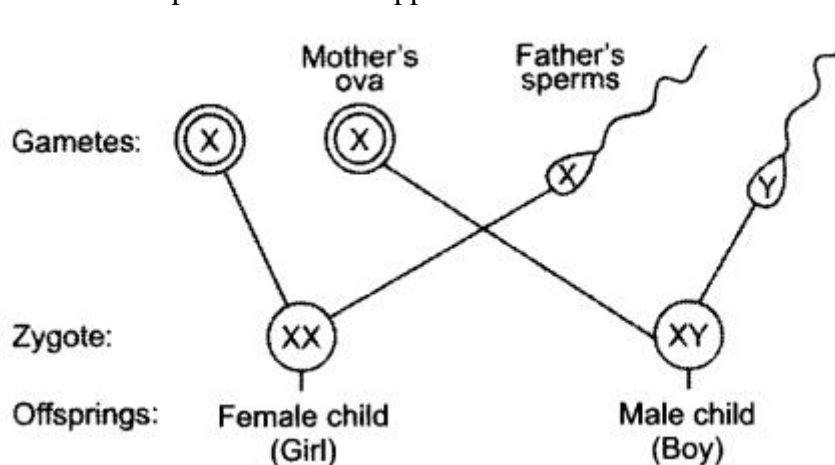 Mother's
ova
Father's
sperms
Gametes: X X X Y
Zygote: XX XY
Offsprings: Female child
(Girl)
Male child
(Boy)